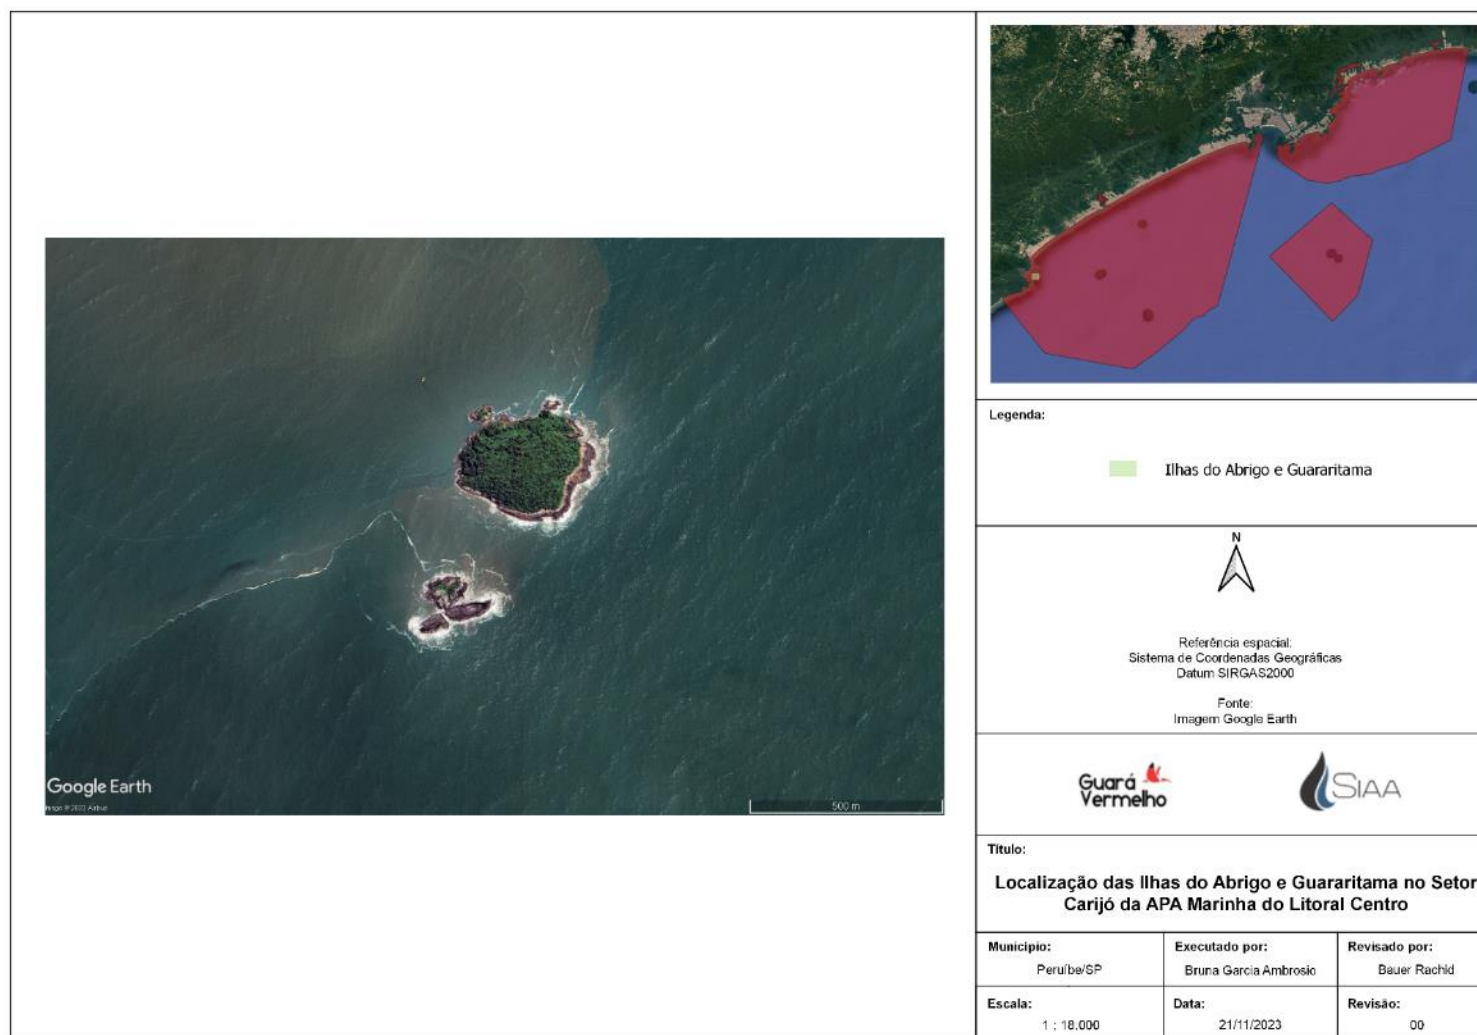 Google Earth
Image © 2023 Airbus
500 m
Legenda:
Ilhas do Abrigo e Guararitama
N
Referência espacial:
Sistema de Coordenadas Geográficas
Datum SIRGAS2000
Fonte:
Imagem Google Earth
Guará
Vermelho
SIAA
Título:
Localização das Ilhas do Abrigo e Guararitama no Setor
Carijó da APA Marinha do Litoral Centro
Município:
Peruíbe/SP
Executado por:
Bruna Garcia Ambrosio
Revisado por:
Bauer Rachid
Escala:
1 : 18.000
Data:
21/11/2023
Revisão:
00